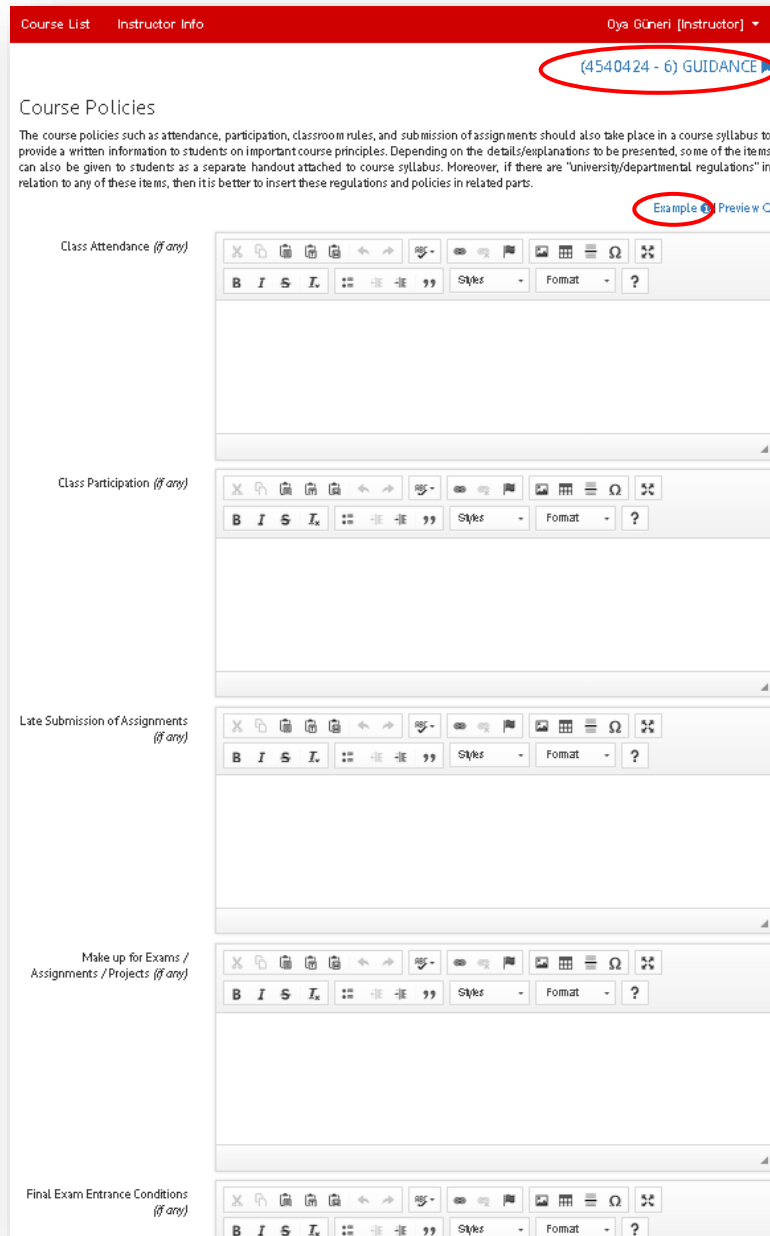 Course List Instructor Info Oya Güneri [Instructor]
(4540424 - 6) GUIDANCE
Course Policies
The course policies such as attendance, participation, classroom rules, and submission of assignments should also take place in a course syllabus to
provide a written information to students on important course principles. Depending on the details/explanations to be presented, some of the items
can also be given to students as a separate handout attached to course syllabus. Moreover, if there are "university/departmental regulations" in
relation to any of these items, then it is better to insert these regulations and policies in related parts.
Example | Preview
Class Attendance (if any)
B I S Ix Styles Format ?
Class Participation (if any)
B I S Ix Styles Format ?
Late Submission of Assignments
(if any)
B I S Ix Styles Format ?
Make up for Exams /
Assignments / Projects (if any)
B I S Ix Styles Format ?
Final Exam Entrance Conditions
(if any)
B I S Ix Styles Format ?